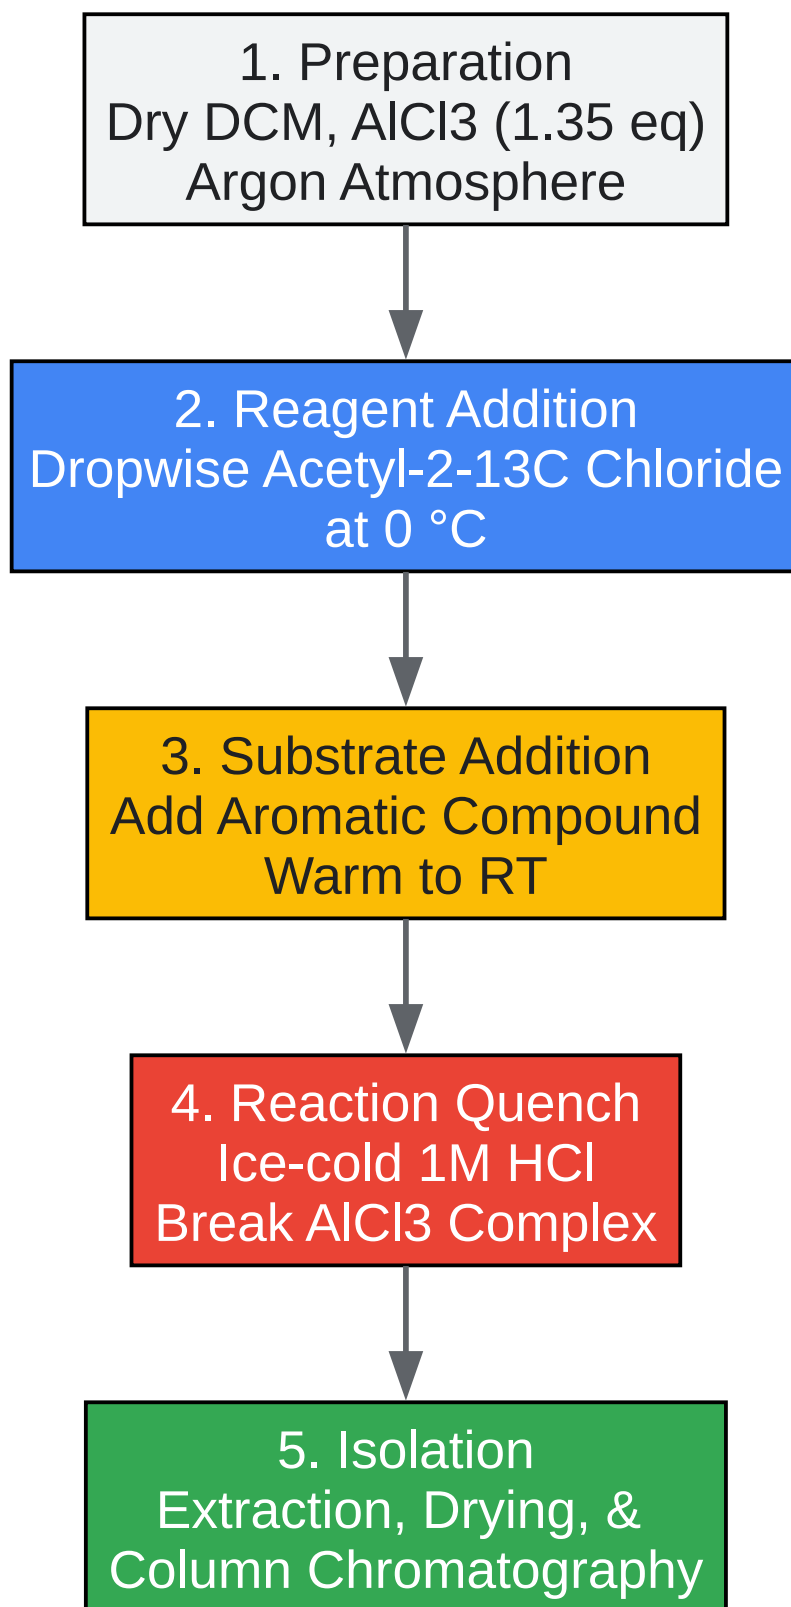 1. Preparation
Dry DCM, AlCl3 (1.35 eq)
Argon Atmosphere
2. Reagent Addition
Dropwise Acetyl-2-13C Chloride
at 0 °C
3. Substrate Addition
Add Aromatic Compound
Warm to RT
4. Reaction Quench
Ice-cold 1M HCl
Break AlCl3 Complex
5. Isolation
Extraction, Drying, &
Column Chromatography